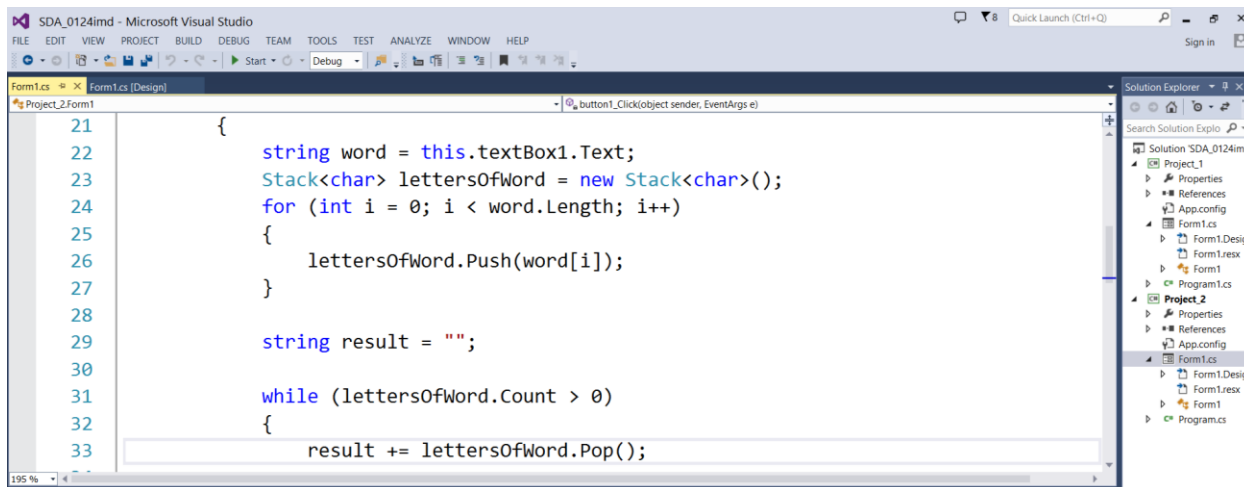 SDA_0124imd - Microsoft Visual Studio
8 Quick Launch (Ctrl+Q)
FILE EDIT VIEW PROJECT BUILD DEBUG TEAM TOOLS TEST ANALYZE WINDOW HELP
Sign in
Start Debug
Form1.cs Form1.cs [Design]
Project_2.Form1 button1_Click(object sender, EventArgs e)
21 {
22 string word = this.textBox1.Text;
23 Stack<char> lettersOfWord = new Stack<char>();
24 for (int i = 0; i < word.Length; i++)
25 {
26 lettersOfWord.Push(word[i]);
27 }
28
29 string result = "";
30
31 while (lettersOfWord.Count > 0)
32 {
33 result += lettersOfWord.Pop();
195 %
Solution Explorer
Search Solution Explo
Solution 'SDA_0124im
Project_1
Properties
References
App.config
Form1.cs
Form1.Desig
Form1.resx
Form1
Program1.cs
Project_2
Properties
References
App.config
Form1.cs
Form1.Desig
Form1.resx
Form1
Program.cs